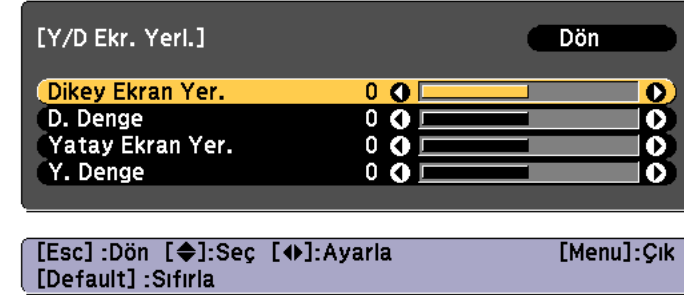 [Y/D Ekr. Yerl.] Dön
Dikey Ekran Yer. 0
D. Denge 0
Yatay Ekran Yer. 0
Y. Denge 0
[Esc] :Dön [◆]:Seç [◀▶]:Ayarla [Menu]:Çık
[Default] :Sıfırla